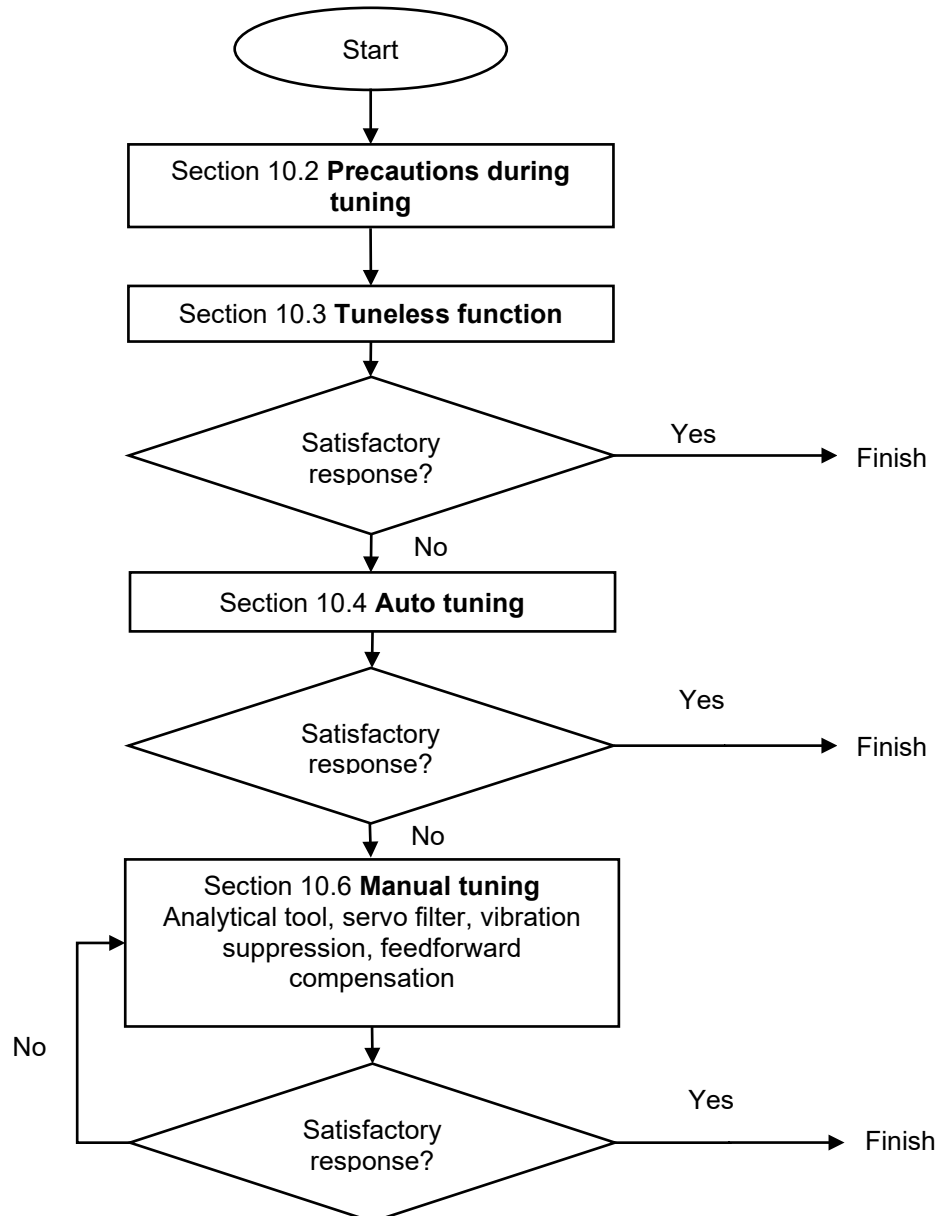 Start
Section 10.2 Precautions during
tuning
Section 10.3 Tuneless function
Satisfactory
response?
Yes
Finish
No
Section 10.4 Auto tuning
Satisfactory
response?
Yes
Finish
No
Section 10.6 Manual tuning
Analytical tool, servo filter, vibration
suppression, feedforward
compensation
No
Satisfactory
response?
Yes
Finish